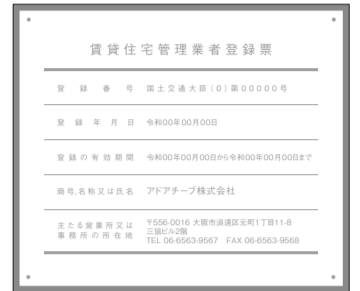 賃貸住宅管理業者登録票
登録番号 国土交通大臣(0)第00000号
登録年月日 令和00年00月00日
登録の有効期間 令和00年00月00日から令和00年00月00日まで
商号、名称又は氏名 アドアチーブ株式会社
主たる営業所又は 〒556-0016 大阪市浪速区元町1丁目11-8
事務所の所在地 三協ビル2階
TEL 06-6563-9567 FAX 06-6563-9568